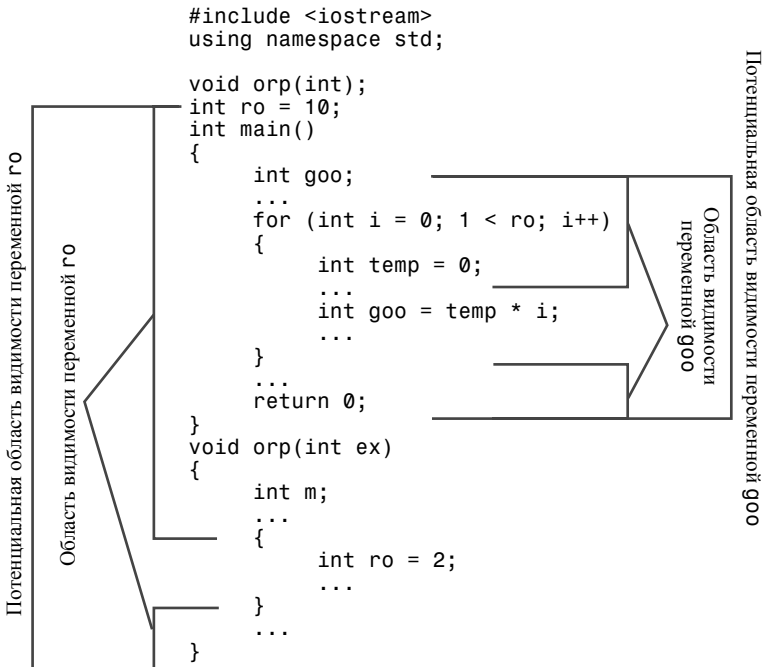 #include <iostream>
using namespace std;
void orp(int);
int ro = 10;
int main()
{
int goo;
...
for (int i = 0; 1 < ro; i++)
{
int temp = 0;
...
int goo = temp * i;
...
}
...
return 0;
}
void orp(int ex)
{
int m;
...
{
int ro = 2;
...
}
...
}
Потенциальная область видимости переменной ro
Область видимости переменной ro
Область видимости
переменной goo
Потенциальная область видимости переменной goo